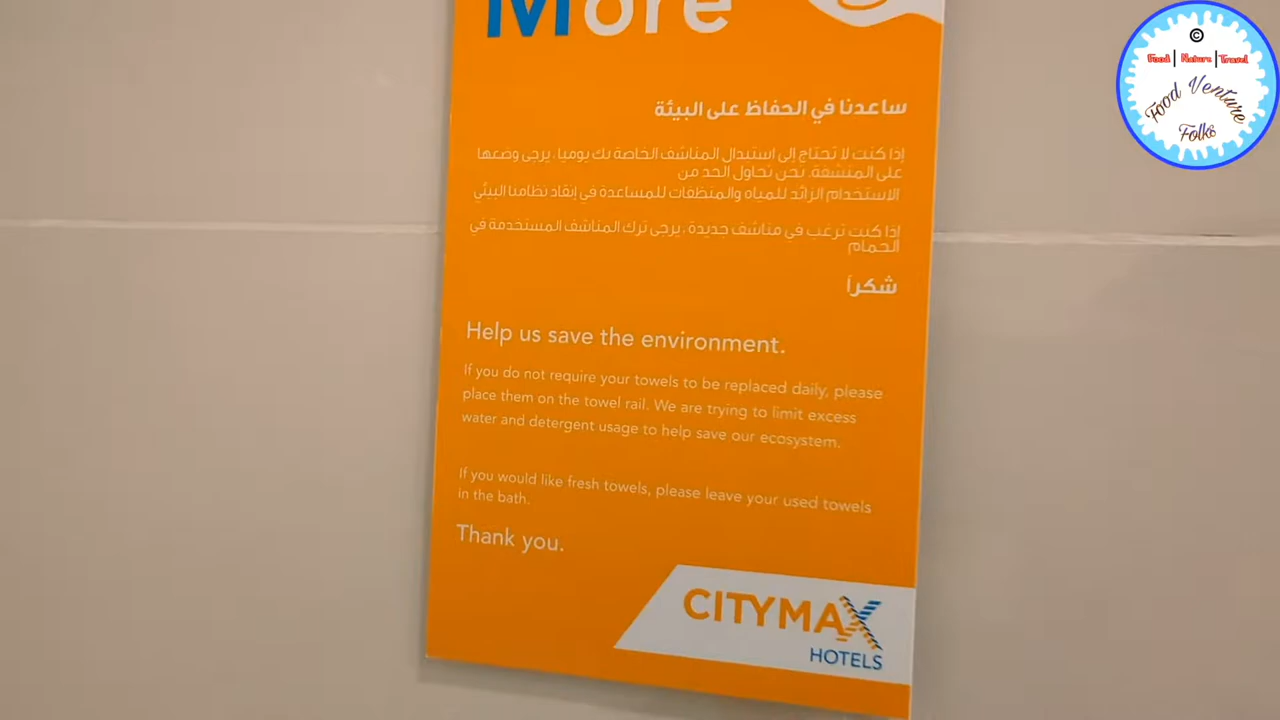 More
ساعدنا في الحفاظ على البيئة
إذا كنت لا تحتاج إلى استبدال المناشف الخاصة بك يوميا، يرجى وضعها
على المنشفة. نحن نحاول الحد من
الاستخدام الزائد للمياه والمنظفات للمساعدة في إنقاذ نظامنا البيئي
إذا كنت ترغب في مناشف جديدة، يرجى ترك المناشف المستخدمة في
الحمام
شكراً
Help us save the environment.
If you do not require your towels to be replaced daily, please
place them on the towel rail. We are trying to limit excess
water and detergent usage to help save our ecosystem.
If you would like fresh towels, please leave your used towels
in the bath.
Thank you.
CITYMAX
HOTELS
©
Food | Nature | Travel
Food Venture
Folks